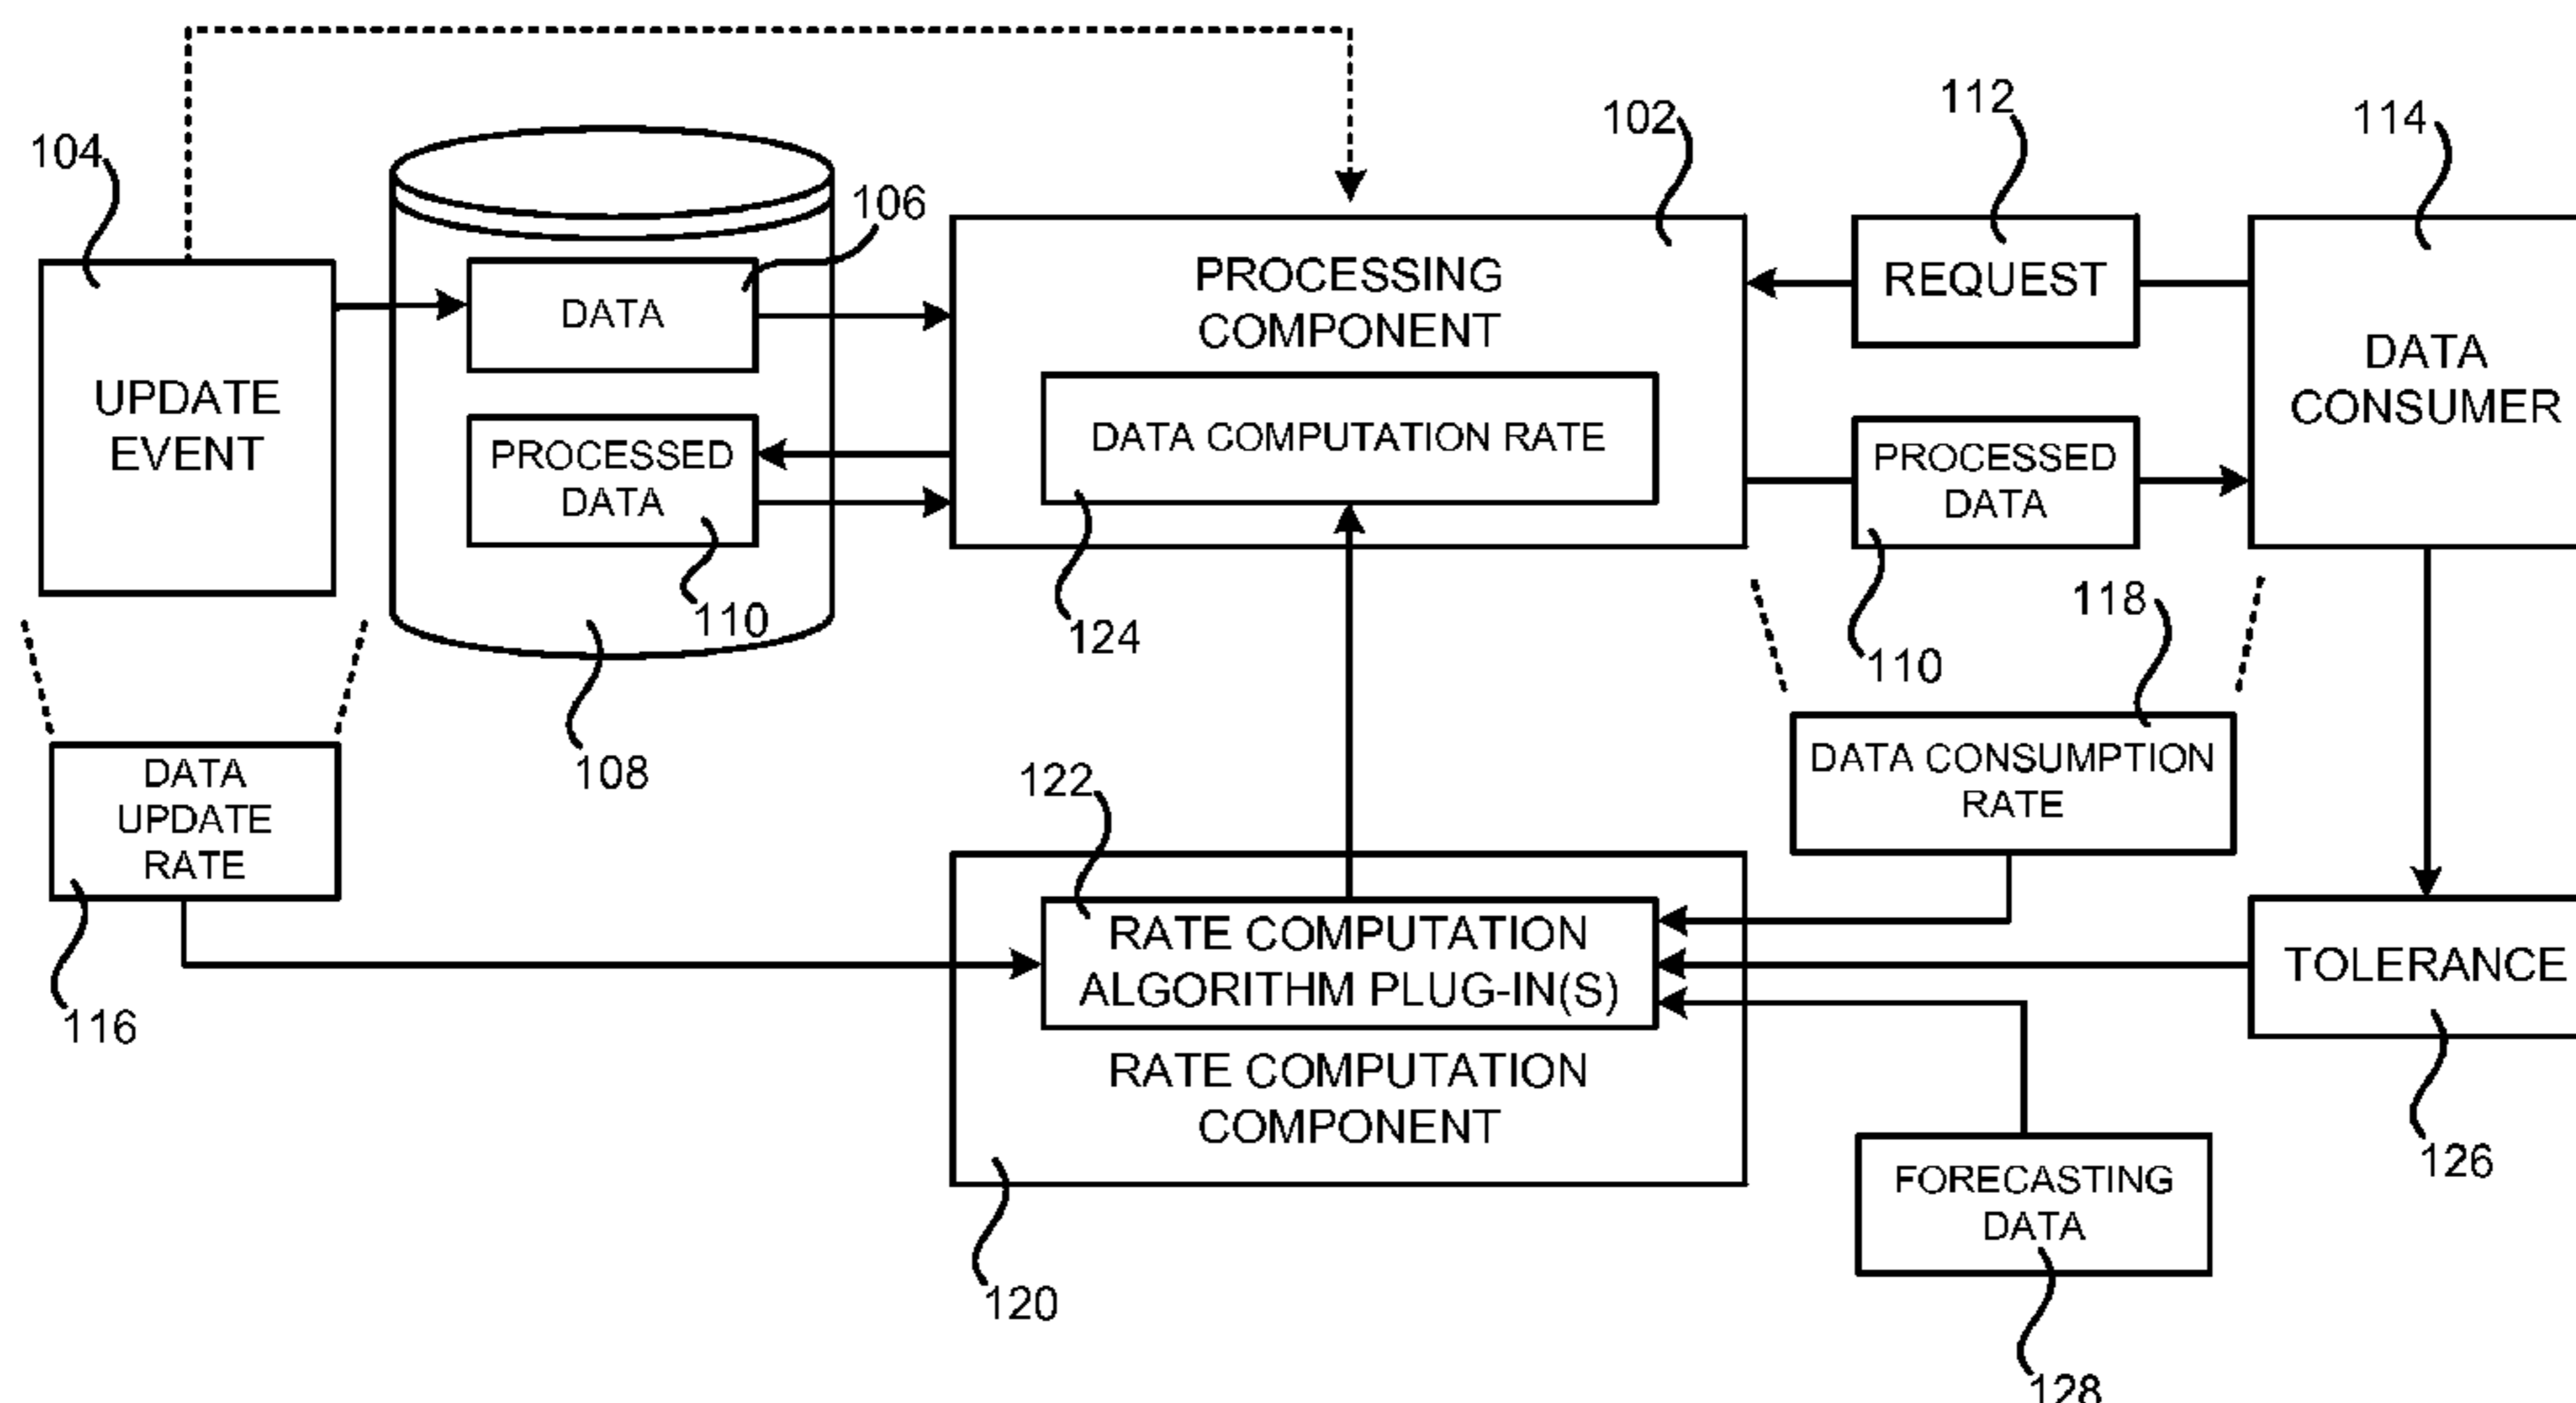 104
UPDATE
EVENT
106
DATA
PROCESSED
DATA
110
108
102
PROCESSING
COMPONENT
DATA COMPUTATION RATE
124
112
REQUEST
PROCESSED
DATA
110
114
DATA
CONSUMER
118
DATA CONSUMPTION
RATE
DATA
UPDATE
RATE
116
122
RATE COMPUTATION
ALGORITHM PLUG-IN(S)
RATE COMPUTATION
COMPONENT
120
TOLERANCE
126
FORECASTING
DATA
128